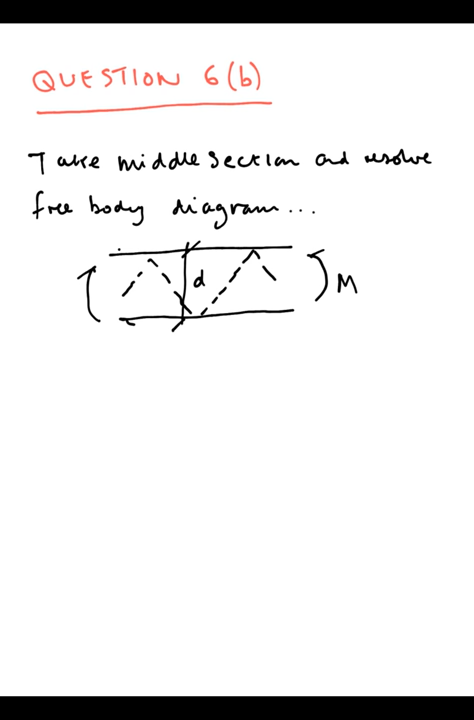 QUESTION 6(b)
Take middle section and resolve
free body diagram...
d
M